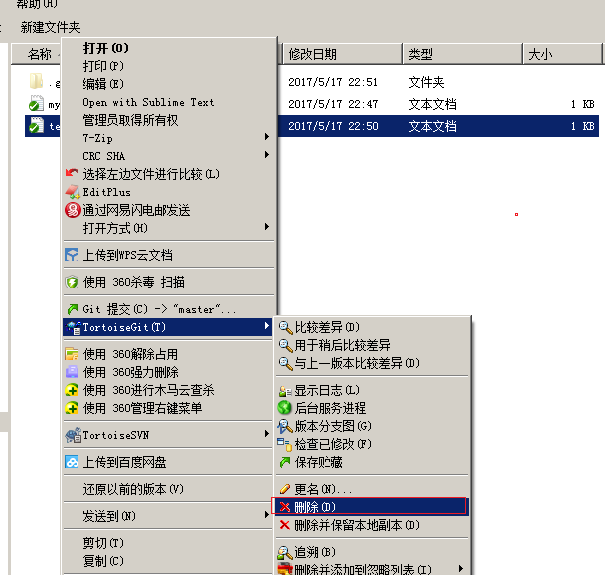 帮助(H)
新建文件夹
名称 修改日期 类型 大小
.g 2017/5/17 22:51 文件夹
my 2017/5/17 22:47 文本文档 1 KB
te 2017/5/17 22:50 文本文档 1 KB
打开(O)
打印(P)
编辑(E)
Open with Sublime Text
管理员取得所有权
7-Zip
CRC SHA
选择左边文件进行比较(L)
EditPlus
通过网易闪电邮发送
打开方式(H)
上传到WPS云文档
使用 360杀毒 扫描
Git 提交(C) -> "master"...
TortoiseGit(T)
使用 360解除占用
使用 360强力删除
使用 360进行木马云查杀
使用 360管理右键菜单
TortoiseSVN
上传到百度网盘
还原以前的版本(V)
发送到(N)
剪切(T)
复制(C)
比较差异(D)
用于稍后比较差异
与上一版本比较差异(D)
显示日志(L)
后台服务进程
版本分支图(G)
检查已修改(F)
保存贮藏
更名(N)...
删除(D)
删除并保留本地副本(D)
追溯(B)
删除并添加到忽略列表(I)